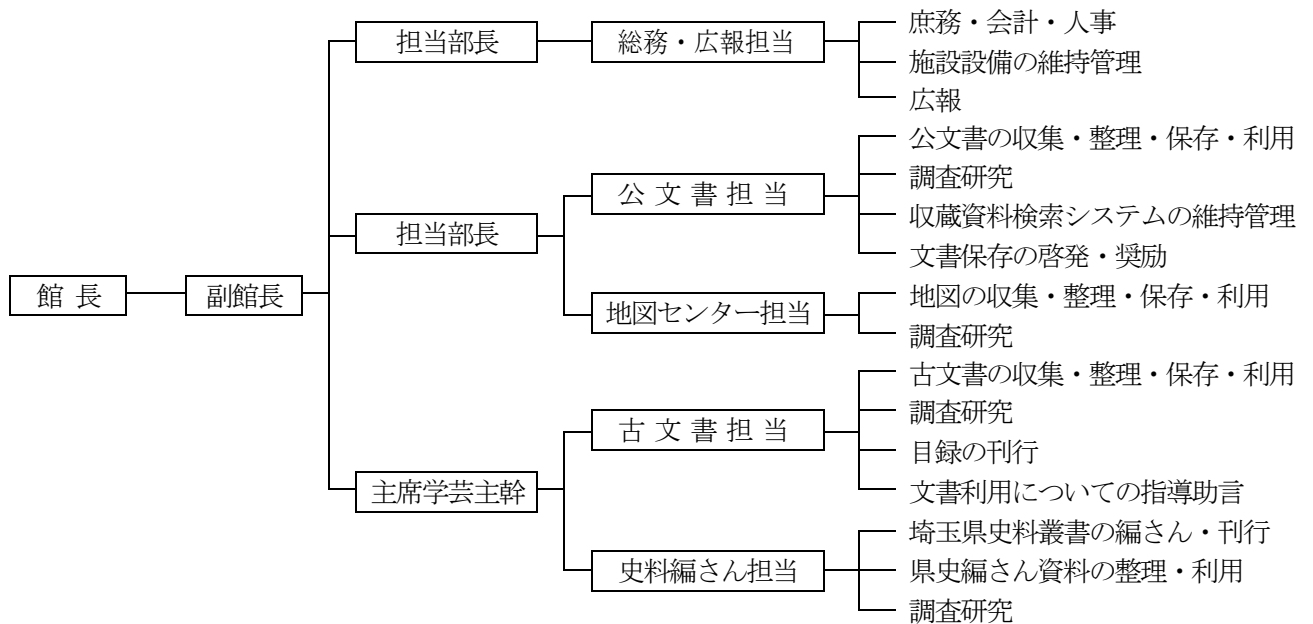 館 長
副館長
担当部長
総務・広報担当
庶務・会計・人事
施設設備の維持管理
広報
担当部長
公 文 書 担 当
公文書の収集・整理・保存・利用
調査研究
収蔵資料検索システムの維持管理
文書保存の啓発・奨励
地図センター担当
地図の収集・整理・保存・利用
調査研究
主席学芸主幹
古 文 書 担 当
古文書の収集・整理・保存・利用
調査研究
目録の刊行
文書利用についての指導助言
史料編さん担当
埼玉県史料叢書の編さん・刊行
県史編さん資料の整理・利用
調査研究